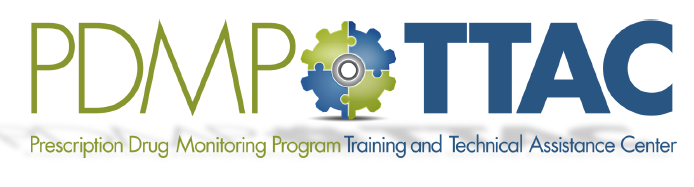 PDMP TTAC
Prescription Drug Monitoring Program Training and Technical Assistance Center